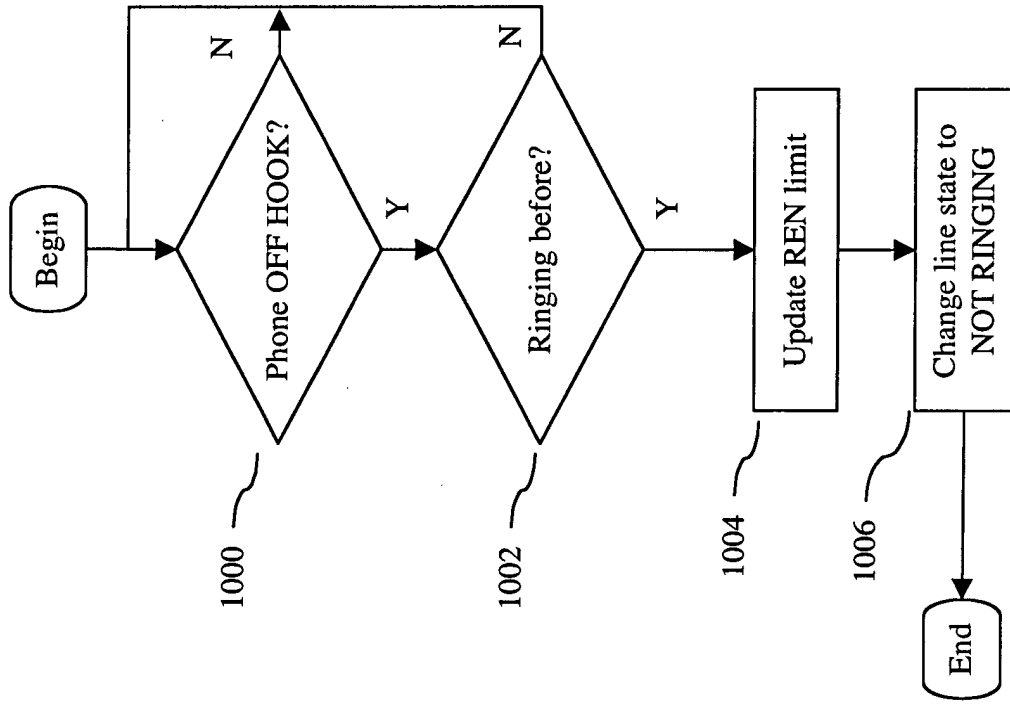 Begin
Phone OFF HOOK?
N
Y
1000
Ringing before?
N
Y
1002
Update REN limit
1004
Change line state to
NOT RINGING
1006
End